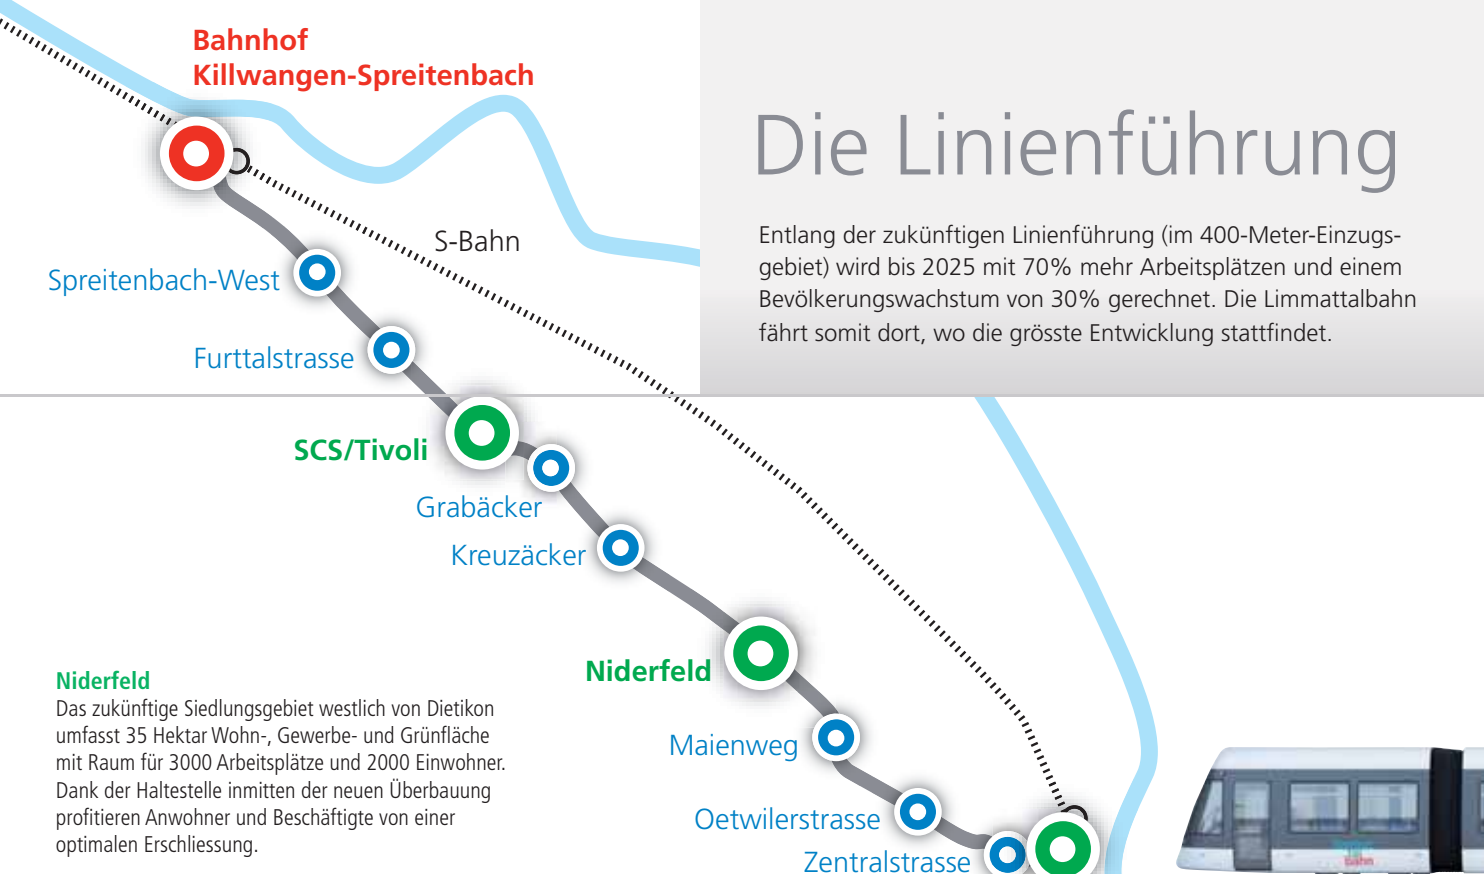 Bahnhof
Killwangen-Spreitenbach
Die Linienführung
Entlang der zukünftigen Linienführung (im 400-Meter-Einzugs-
gebiet) wird bis 2025 mit 70% mehr Arbeitsplätzen und einem
Bevölkerungswachstum von 30% gerechnet. Die Limmattalbahn
fährt somit dort, wo die grösste Entwicklung stattfindet.
S-Bahn
Spreitenbach-West
Furttalstrasse
SCS/Tivoli
Grabäcker
Kreuzäcker
Niderfeld
Niderfeld
Das zukünftige Siedlungsgebiet westlich von Dietikon
umfasst 35 Hektar Wohn-, Gewerbe- und Grünfläche
mit Raum für 3000 Arbeitsplätze und 2000 Einwohner.
Dank der Haltestelle inmitten der neuen Überbauung
profitieren Anwohner und Beschäftigte von einer
optimalen Erschliessung.
Maienweg
Oetwilerstrasse
Zentralstrasse
bahn